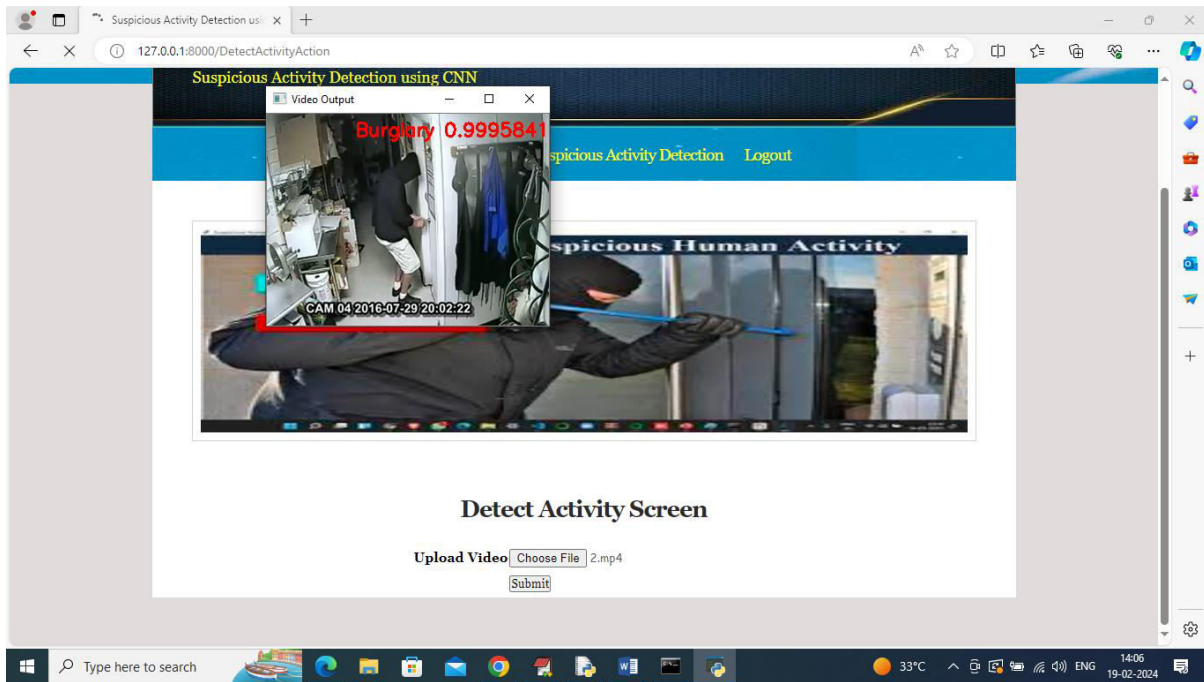 Suspicious Activity Detection usi
127.0.0.1:8000/DetectActivityAction
Suspicious Activity Detection using CNN
Video Output
Burglary 0.9995841
spicious Activity Detection Logout
spicious Human Activity
CAM 04 2016-07-29 20:02:22
Detect Activity Screen
Upload Video Choose File 2.mp4
Submit
Type here to search
33°C ENG 14:06
19-02-2024